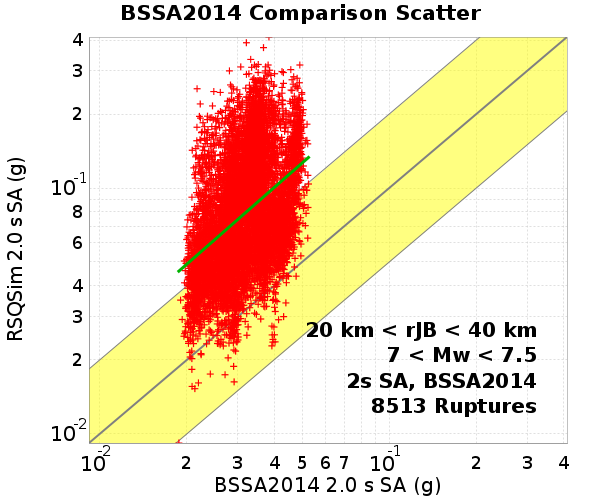 BSSA2014 Comparison Scatter
RSQSim 2.0 s SA (g)
4
3
2
10^-1
8
6
4
3
2
10^-2
20 km < rJB < 40 km
7 < Mw < 7.5
2s SA, BSSA2014
8513 Ruptures
10^-2 2 3 4 5 6 7 10^-1 2 3 4
BSSA2014 2.0 s SA (g)